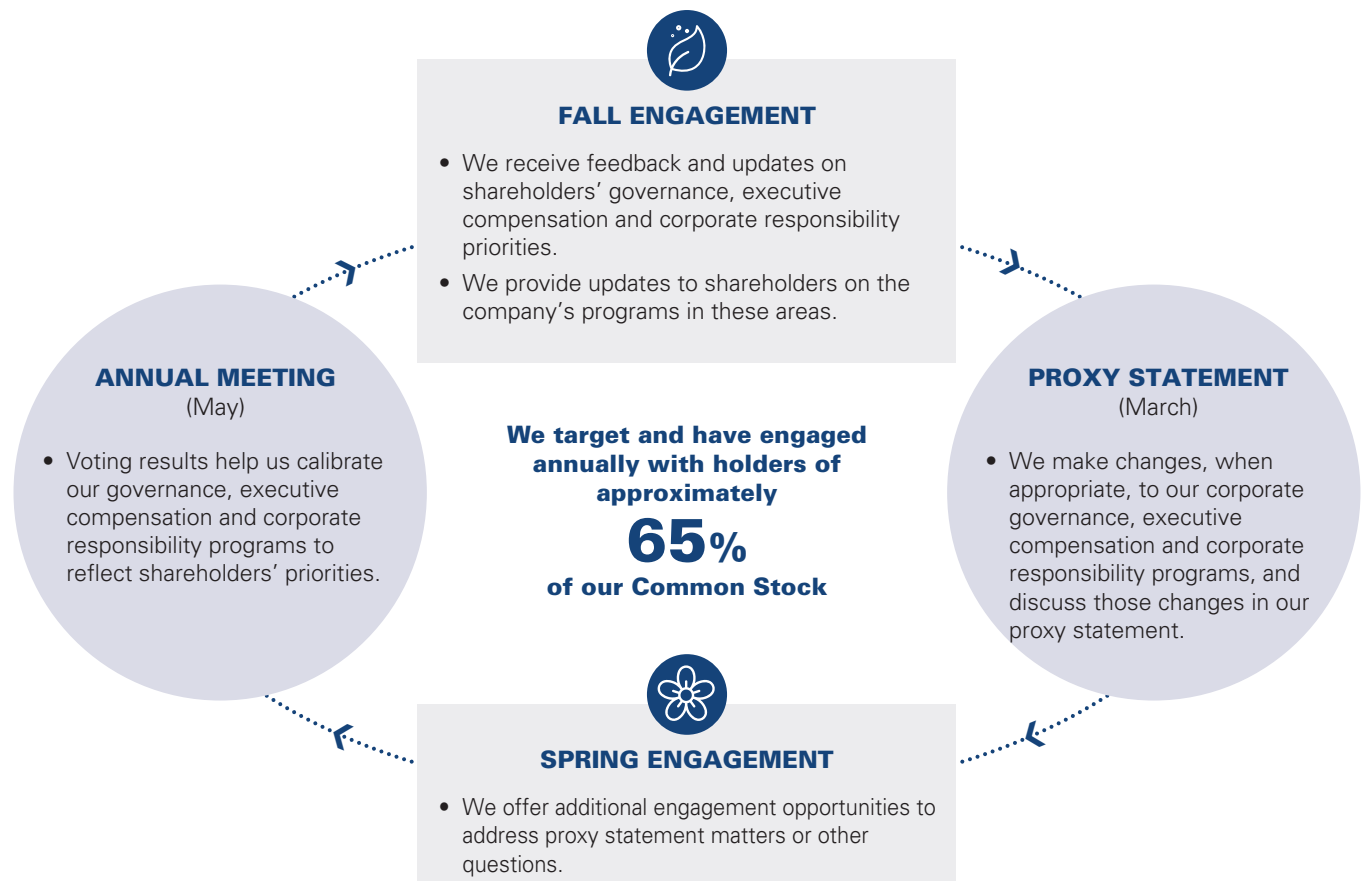 FALL ENGAGEMENT
• We receive feedback and updates on
shareholders’ governance, executive
compensation and corporate responsibility
priorities.
• We provide updates to shareholders on the
company’s programs in these areas.
ANNUAL MEETING
(May)
• Voting results help us calibrate
our governance, executive
compensation and corporate
responsibility programs to
reflect shareholders’ priorities.
We target and have engaged
annually with holders of
approximately
65%
of our Common Stock
PROXY STATEMENT
(March)
• We make changes, when
appropriate, to our corporate
governance, executive
compensation and corporate
responsibility programs, and
discuss those changes in our
proxy statement.
SPRING ENGAGEMENT
• We offer additional engagement opportunities to
address proxy statement matters or other
questions.